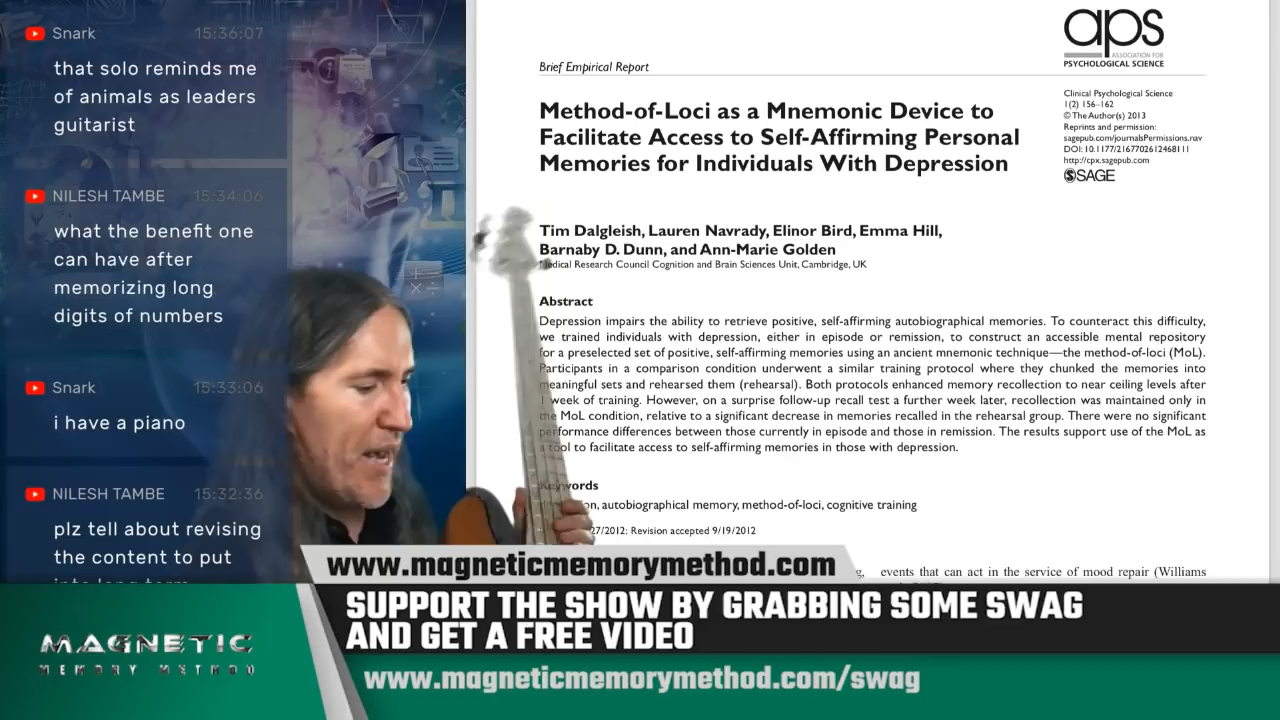 Snark 15:36:07
that solo reminds me
of animals as leaders
guitarist
NILESH TAMBE 15:34:06
what the benefit one
can have after
memorizing long
digits of numbers
Snark 15:33:06
i have a piano
NILESH TAMBE 15:32:36
plz tell about revising
the content to put
into long term
aps
ASSOCIATION FOR
PSYCHOLOGICAL SCIENCE
Brief Empirical Report
Method-of-Loci as a Mnemonic Device to
Facilitate Access to Self-Affirming Personal
Memories for Individuals With Depression
Clinical Psychological Science
1(2) 156–162
© The Author(s) 2013
Reprints and permission:
sagepub.com/journalsPermissions.nav
DOI: 10.1177/2167702612468111
http://cpx.sagepub.com
SAGE
Tim Dalgleish, Lauren Navrady, Elinor Bird, Emma Hill,
Barnaby D. Dunn, and Ann-Marie Golden
Medical Research Council Cognition and Brain Sciences Unit, Cambridge, UK
Abstract
Depression impairs the ability to retrieve positive, self-affirming autobiographical memories. To counteract this difficulty,
we trained individuals with depression, either in episode or remission, to construct an accessible mental repository
for a preselected set of positive, self-affirming memories using an ancient mnemonic technique—the method-of-loci (MoL).
Participants in a comparison condition underwent a similar training protocol where they chunked the memories into
meaningful sets and rehearsed them (rehearsal). Both protocols enhanced memory recollection to near ceiling levels after
1 week of training. However, on a surprise follow-up recall test a further week later, recollection was maintained only in
the MoL condition, relative to a significant decrease in memories recalled in the rehearsal group. There were no significant
performance differences between those currently in episode and those in remission. The results support use of the MoL as
a tool to facilitate access to self-affirming memories in those with depression.
Keywords
autobiographical memory, method-of-loci, cognitive training
27/2012; Revision accepted 9/19/2012
events that can act in the service of mood repair (Williams
www.magneticmemorymethod.com
SUPPORT THE SHOW BY GRABBING SOME SWAG
AND GET A FREE VIDEO
www.magneticmemorymethod.com/swag
MAGNETIC
MEMORY METHOD